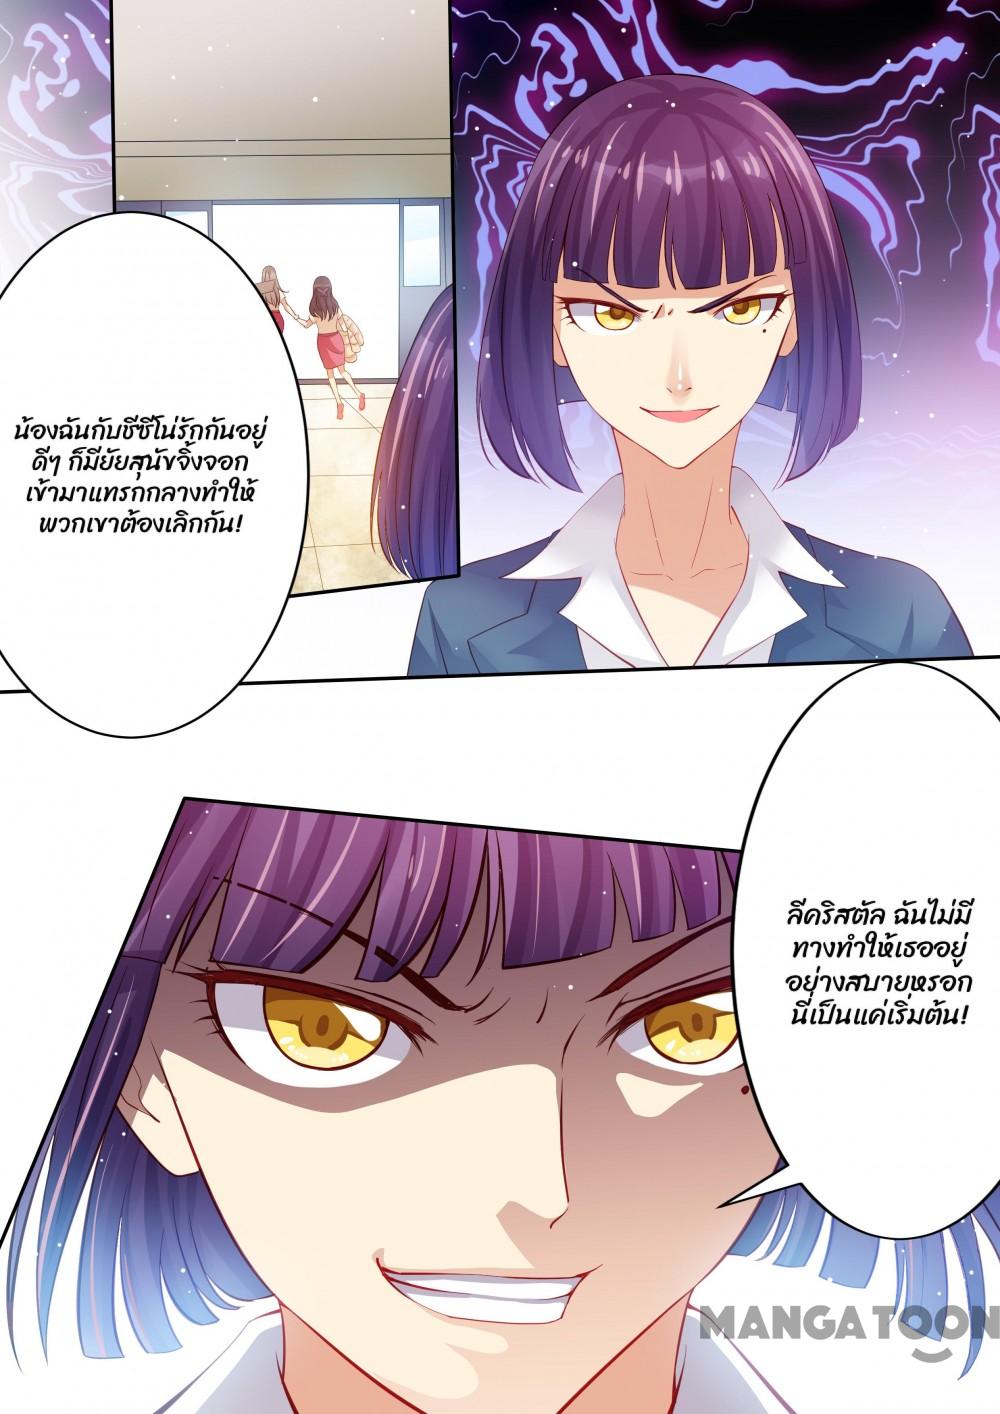 น้องฉันกับซีซีโน่รักกันอยู่
ดีๆ ก็มียัยสุนัขจิ้งจอก
เข้ามาแทรกกลางทำให้
พวกเขาต้องเลิกกัน!
ลีคริสตัล ฉันไม่มี
ทางทำให้เธออยู่
อย่างสบายหรอก
นี่เป็นแค่เริ่มต้น!
MANGATOON